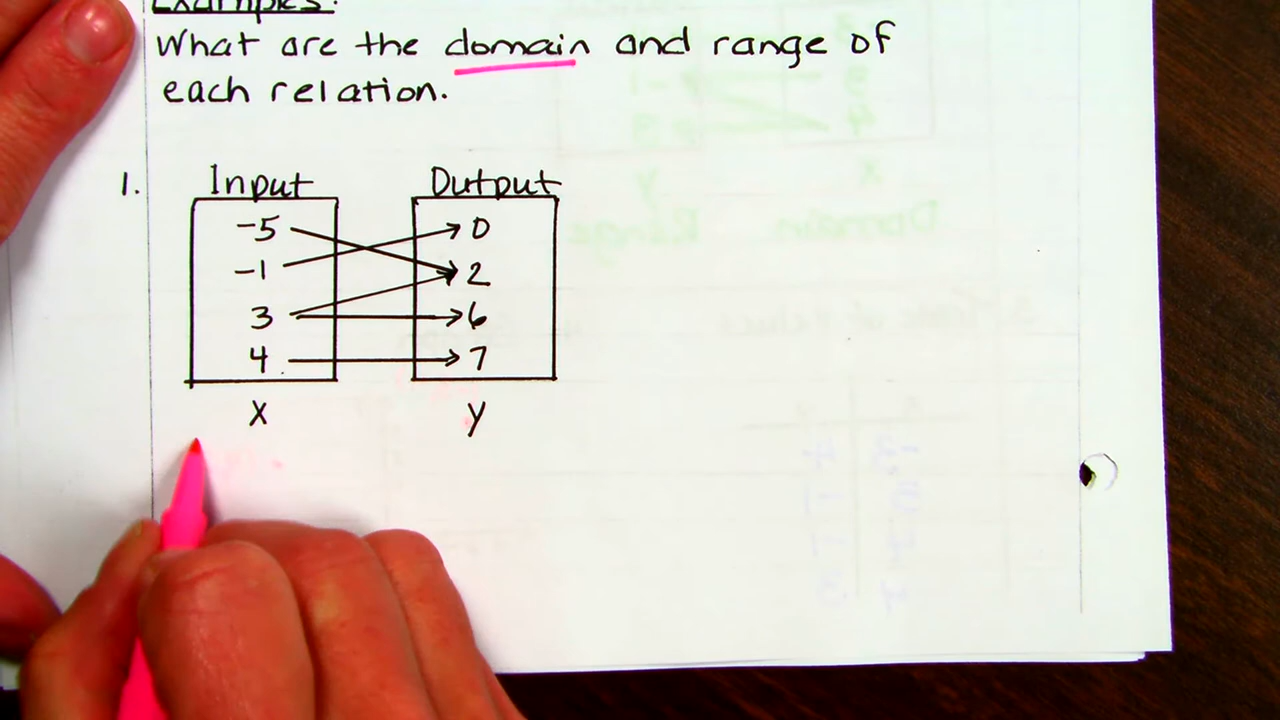 Examples:
What are the domain and range of
each relation.
1.
Input Output
-5 0
-1 2
3 6
4 7
x y